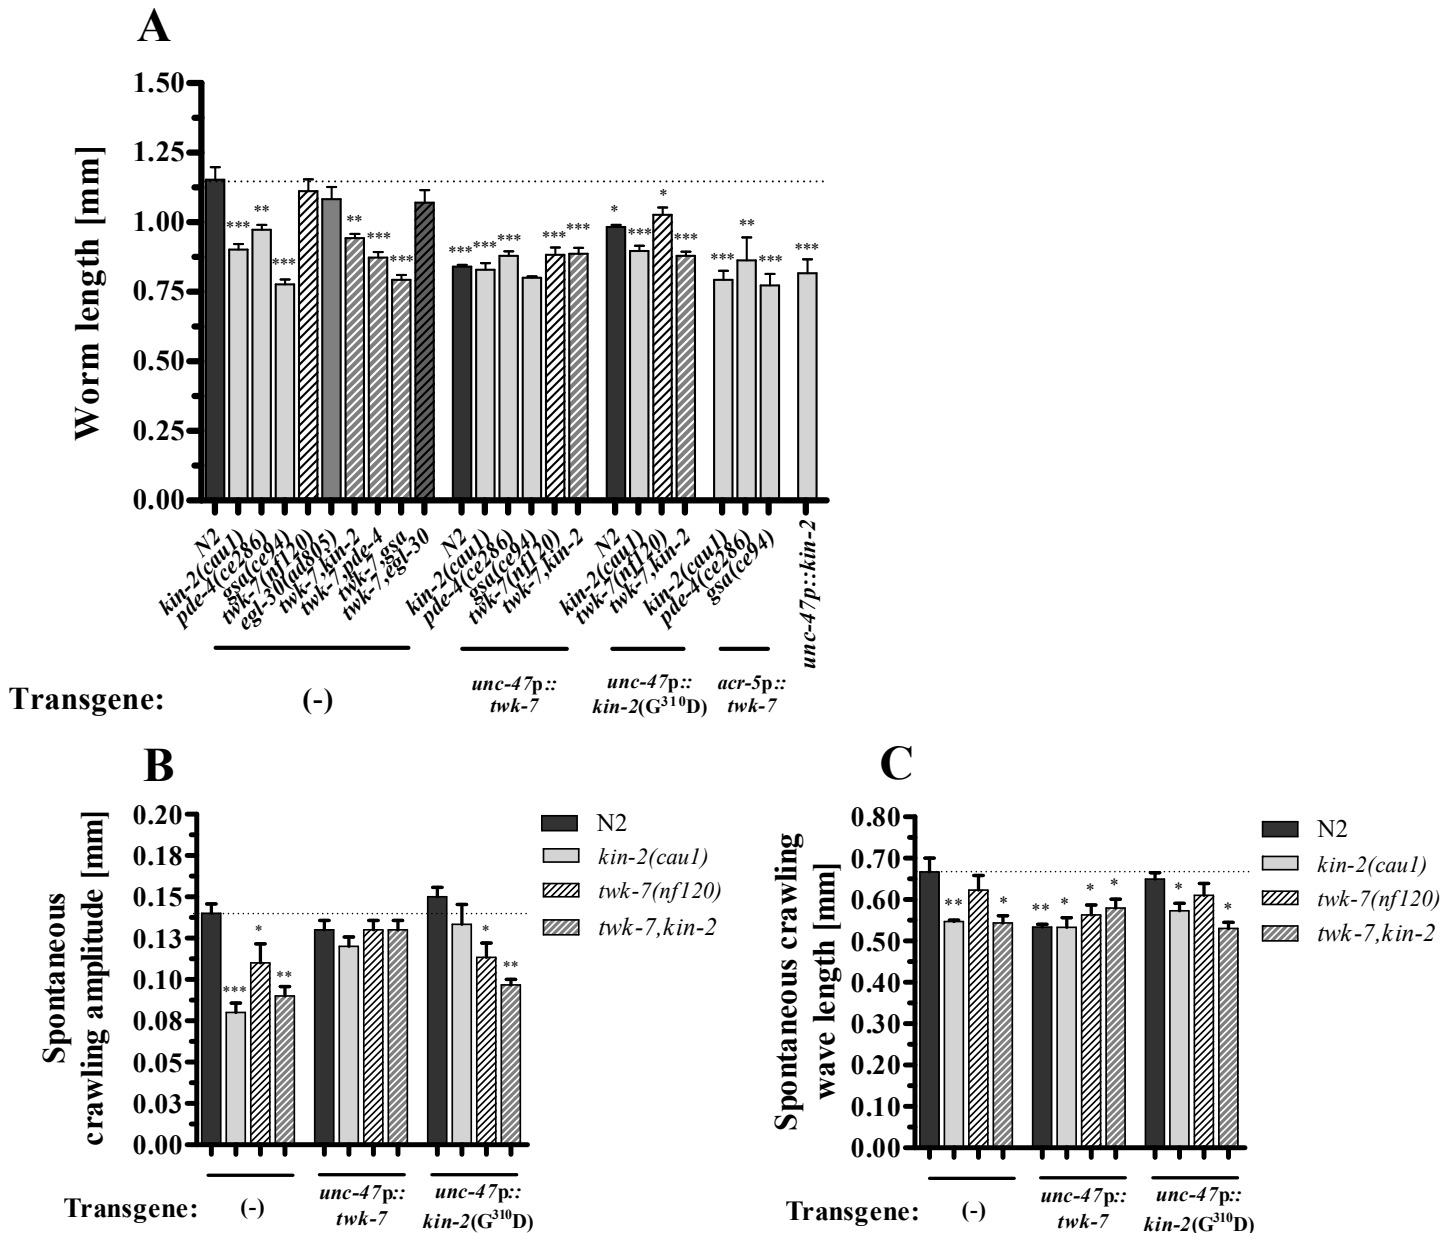 A
Worm length [mm]
1.50
1.25
1.00
0.75
0.50
0.25
0.00
***
**
***
**
***
***
***
***
***
***
***
*
***
*
***
***
**
***
***
N2
kin-2(cau1)
pde-4(ce286)
gsa(ce94)
twk-7(nf120)
egl-30(ad805)
twk-7,kin-2
twk-7,pde-4
twk-7,gsa
twk-7,egl-30
N2
kin-2(cau1)
pde-4(ce286)
gsa(ce94)
twk-7(nf120)
twk-7,kin-2
N2
kin-2(cau1)
twk-7(nf120)
twk-7,kin-2
kin-2(cau1)
pde-4(ce286)
gsa(ce94)
unc-47p::kin-2
Transgene:
(-)
unc-47p::
twk-7
unc-47p::
kin-2(G³¹⁰D)
acr-5p::
twk-7
B
Spontaneous
crawling amplitude [mm]
0.20
0.18
0.15
0.13
0.10
0.08
0.05
0.03
0.00
***
*
**
*
**
N2
kin-2(cau1)
twk-7(nf120)
twk-7,kin-2
Transgene:
(-)
unc-47p::
twk-7
unc-47p::
kin-2(G³¹⁰D)
C
Spontaneous crawling
wave length [mm]
0.80
0.70
0.60
0.50
0.40
0.30
0.20
0.10
0.00
**
*
**
*
*
*
*
*
N2
kin-2(cau1)
twk-7(nf120)
twk-7,kin-2
Transgene:
(-)
unc-47p::
twk-7
unc-47p::
kin-2(G³¹⁰D)